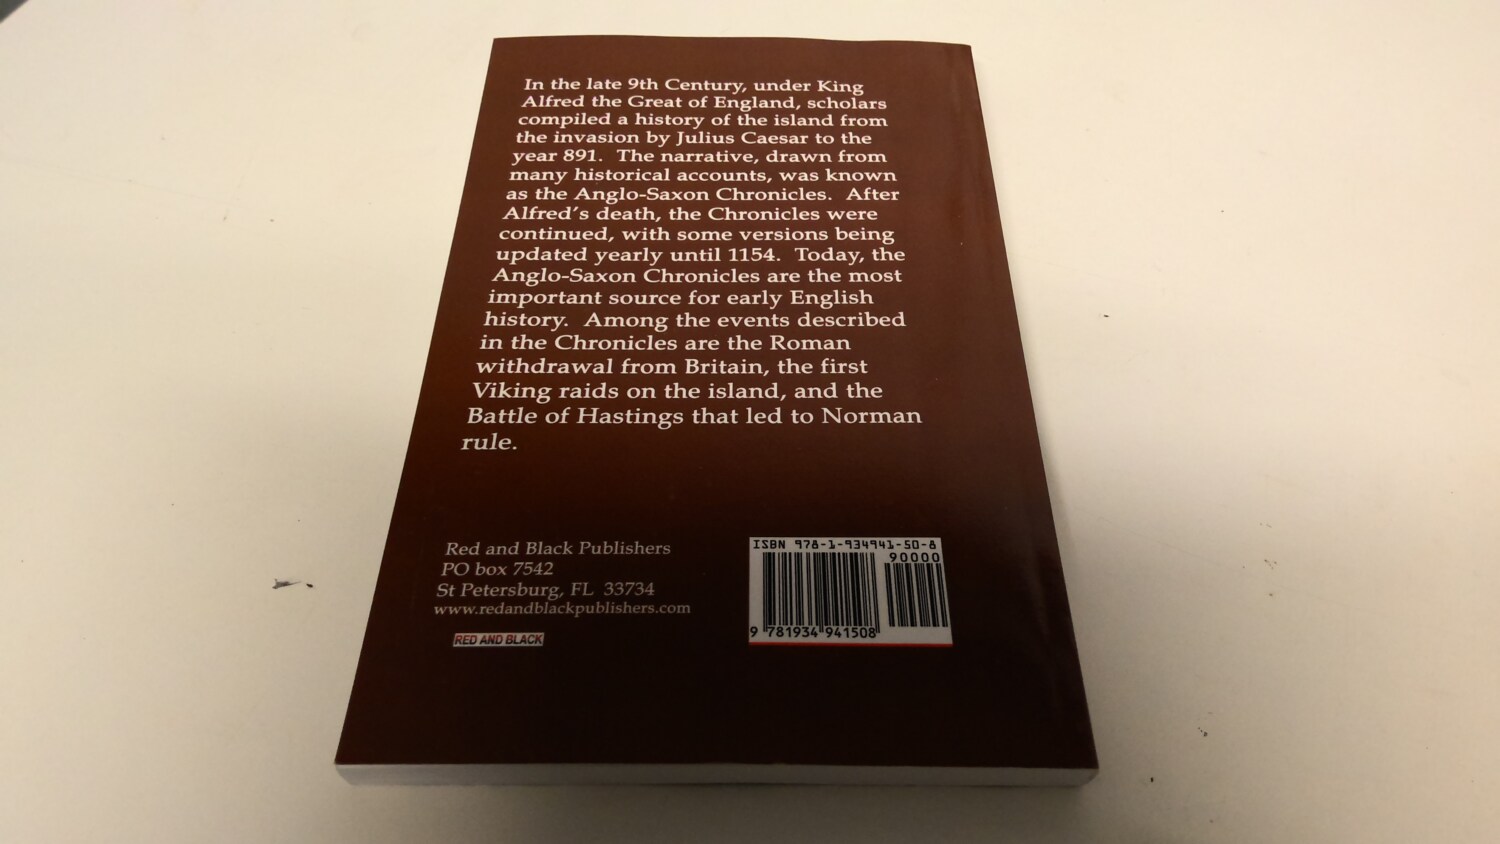 In the late 9th Century, under King
Alfred the Great of England, scholars
compiled a history of the island from
the invasion by Julius Caesar to the
year 891.  The narrative, drawn from
many historical accounts, was known
as the Anglo-Saxon Chronicles.  After
Alfred's death, the Chronicles were
continued, with some versions being
updated yearly until 1154.  Today, the
Anglo-Saxon Chronicles are the most
important source for early English
history.  Among the events described
in the Chronicles are the Roman
withdrawal from Britain, the first
Viking raids on the island, and the
Battle of Hastings that led to Norman
rule.
Red and Black Publishers
PO box 7542
St Petersburg, FL  33734
www.redandblackpublishers.com
RED AND BLACK
ISBN 978-1-934941-50-8
90000
9 781934 941508